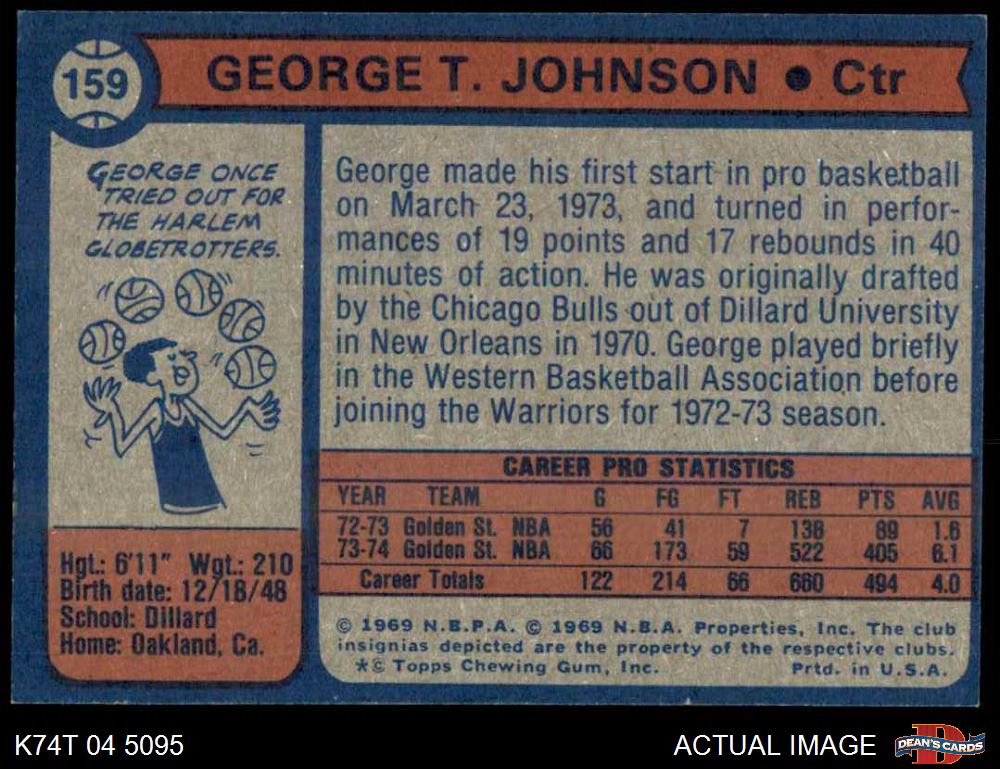 159
GEORGE T. JOHNSON ● Ctr
GEORGE ONCE
TRIED OUT FOR
THE HARLEM
GLOBETROTTERS.
Hgt.: 6'11" Wgt.: 210
Birth date: 12/18/48
School: Dillard
Home: Oakland, Ca.
George made his first start in pro basketball
on March 23, 1973, and turned in perfor-
mances of 19 points and 17 rebounds in 40
minutes of action. He was originally drafted
by the Chicago Bulls out of Dillard University
in New Orleans in 1970. George played briefly
in the Western Basketball Association before
joining the Warriors for 1972-73 season.
CAREER PRO STATISTICS
YEAR TEAM G FG FT REB PTS AVG
72-73 Golden St. NBA 56 41 7 138 89 1.6
73-74 Golden St. NBA 66 173 59 522 405 6.1
Career Totals 122 214 66 660 494 4.0
© 1969 N.B.P.A. © 1969 N.B.A. Properties, Inc. The club
insignias depicted are the property of the respective clubs.
*© Topps Chewing Gum, Inc. Prtd. in U.S.A.
K74T 04 5095
ACTUAL IMAGE
D
DEAN'S CARDS